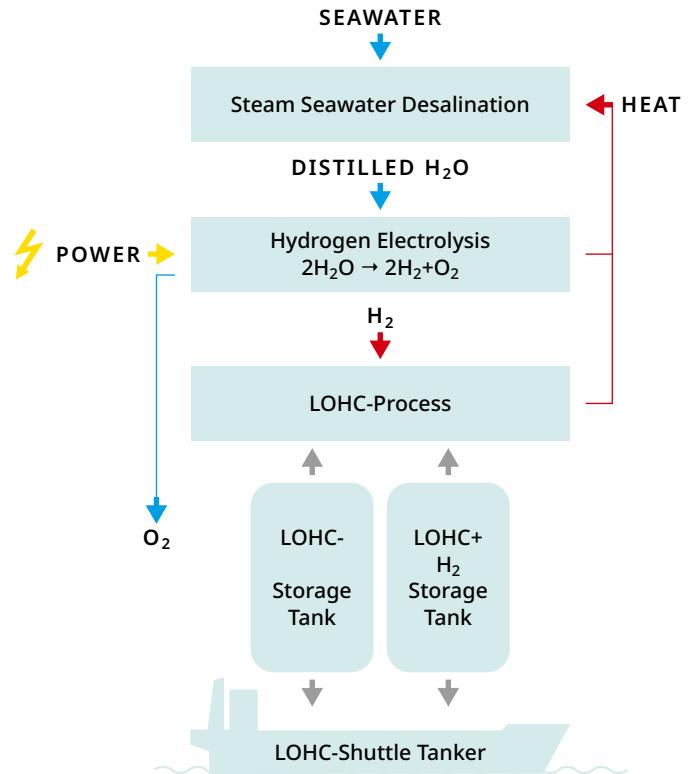 SEAWATER
Steam Seawater Desalination
HEAT
DISTILLED H₂O
POWER
Hydrogen Electrolysis
2H₂O → 2H₂+O₂
H₂
LOHC-Process
O₂
LOHC-
Storage
Tank
LOHC+
H₂
Storage
Tank
LOHC-Shuttle Tanker